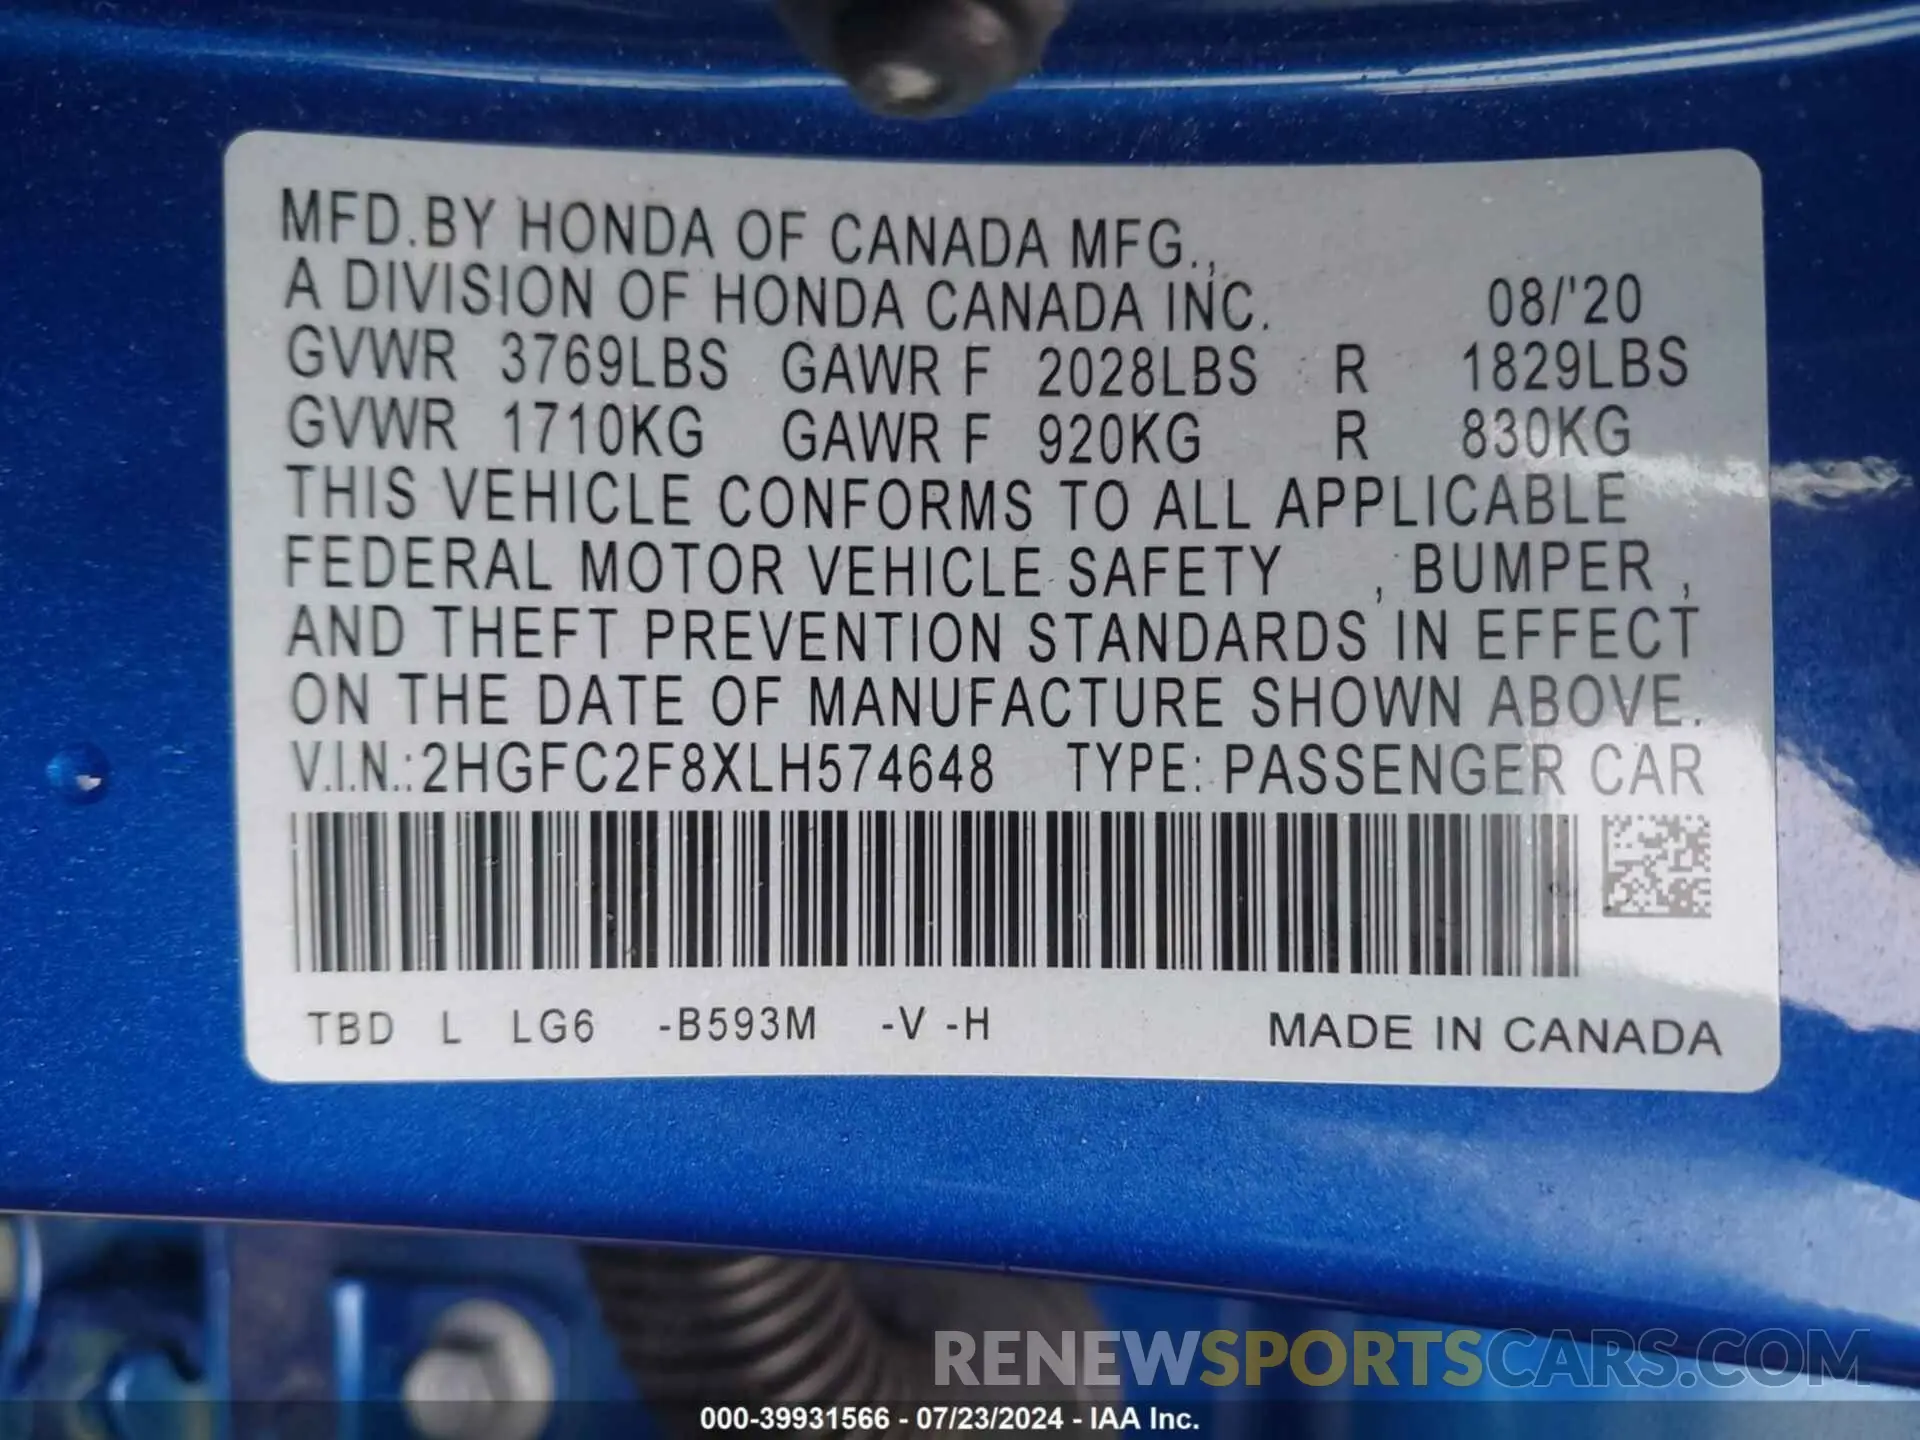 MFD.BY HONDA OF CANADA MFG.,
A DIVISION OF HONDA CANADA INC. 08/'20
GVWR 3769LBS GAWR F 2028LBS R 1829LBS
GVWR 1710KG GAWR F 920KG R 830KG
THIS VEHICLE CONFORMS TO ALL APPLICABLE
FEDERAL MOTOR VEHICLE SAFETY , BUMPER ,
AND THEFT PREVENTION STANDARDS IN EFFECT
ON THE DATE OF MANUFACTURE SHOWN ABOVE.
V.I.N.:2HGFC2F8XLH574648 TYPE: PASSENGER CAR
TBD L LG6 -B593M -V -H MADE IN CANADA
RENEWSPORTSCARS.COM
000-39931566 - 07/23/2024 - IAA Inc.